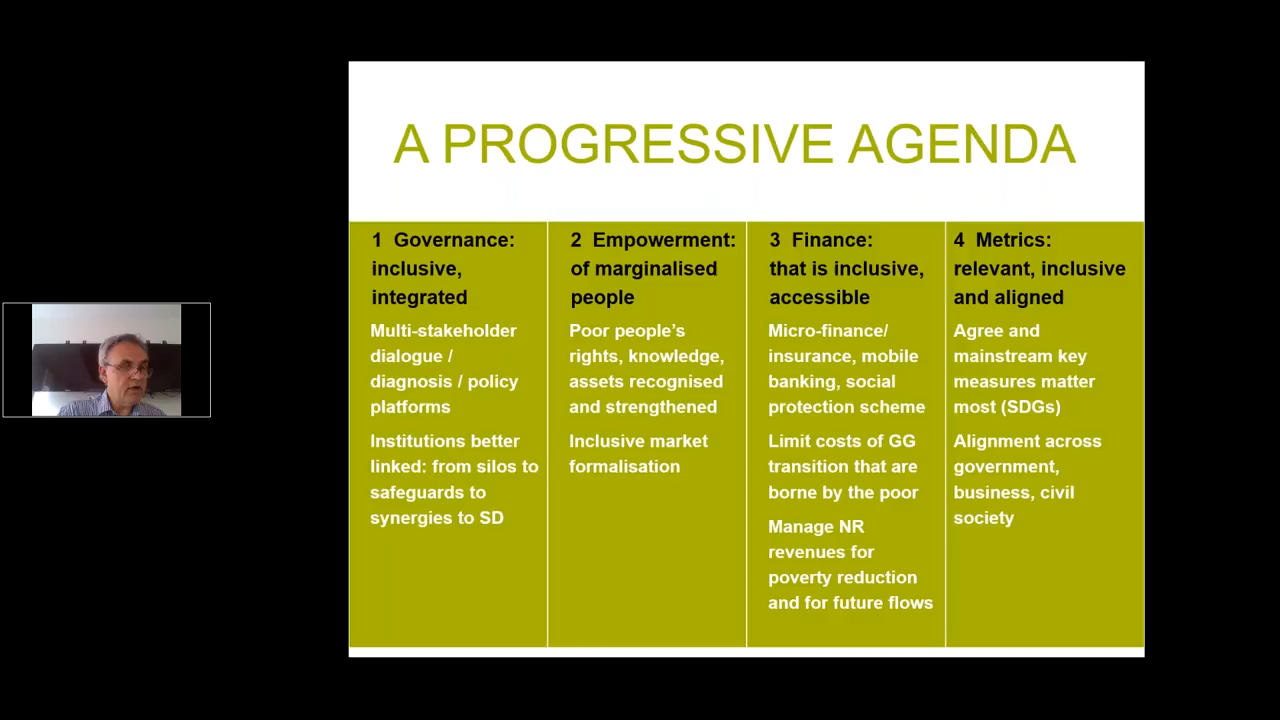 A PROGRESSIVE AGENDA
1 Governance:
inclusive,
integrated
Multi-stakeholder
dialogue /
diagnosis / policy
platforms
Institutions better
linked: from silos to
safeguards to
synergies to SD
2 Empowerment:
of marginalised
people
Poor people’s
rights, knowledge,
assets recognised
and strengthened
Inclusive market
formalisation
3 Finance:
that is inclusive,
accessible
Micro-finance/
insurance, mobile
banking, social
protection scheme
Limit costs of GG
transition that are
borne by the poor
Manage NR
revenues for
poverty reduction
and for future flows
4 Metrics:
relevant, inclusive
and aligned
Agree and
mainstream key
measures matter
most (SDGs)
Alignment across
government,
business, civil
society